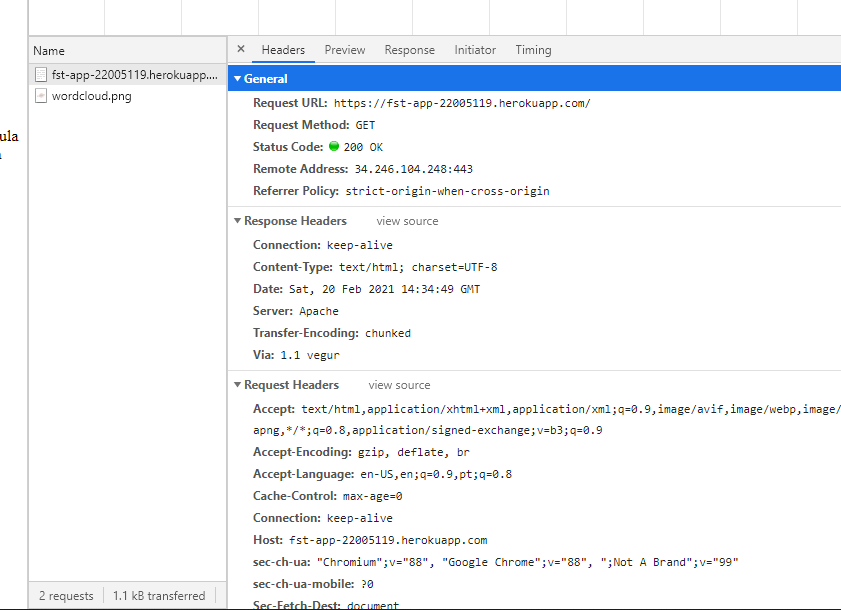 Name
fst-app-22005119.herokuapp....
wordcloud.png
ula
2 requests 1.1 kB transferred
× Headers Preview Response Initiator Timing
General
Request URL: https://fst-app-22005119.herokuapp.com/
Request Method: GET
Status Code: 200 OK
Remote Address: 34.246.104.248:443
Referrer Policy: strict-origin-when-cross-origin
Response Headers view source
Connection: keep-alive
Content-Type: text/html; charset=UTF-8
Date: Sat, 20 Feb 2021 14:34:49 GMT
Server: Apache
Transfer-Encoding: chunked
Via: 1.1 vegur
Request Headers view source
Accept: text/html,application/xhtml+xml,application/xml;q=0.9,image/avif,image/webp,image/
apng,*/*;q=0.8,application/signed-exchange;v=b3;q=0.9
Accept-Encoding: gzip, deflate, br
Accept-Language: en-US,en;q=0.9,pt;q=0.8
Cache-Control: max-age=0
Connection: keep-alive
Host: fst-app-22005119.herokuapp.com
sec-ch-ua: "Chromium";v="88", "Google Chrome";v="88", ";Not A Brand";v="99"
sec-ch-ua-mobile: ?0
Sec-Fetch-Dest: document